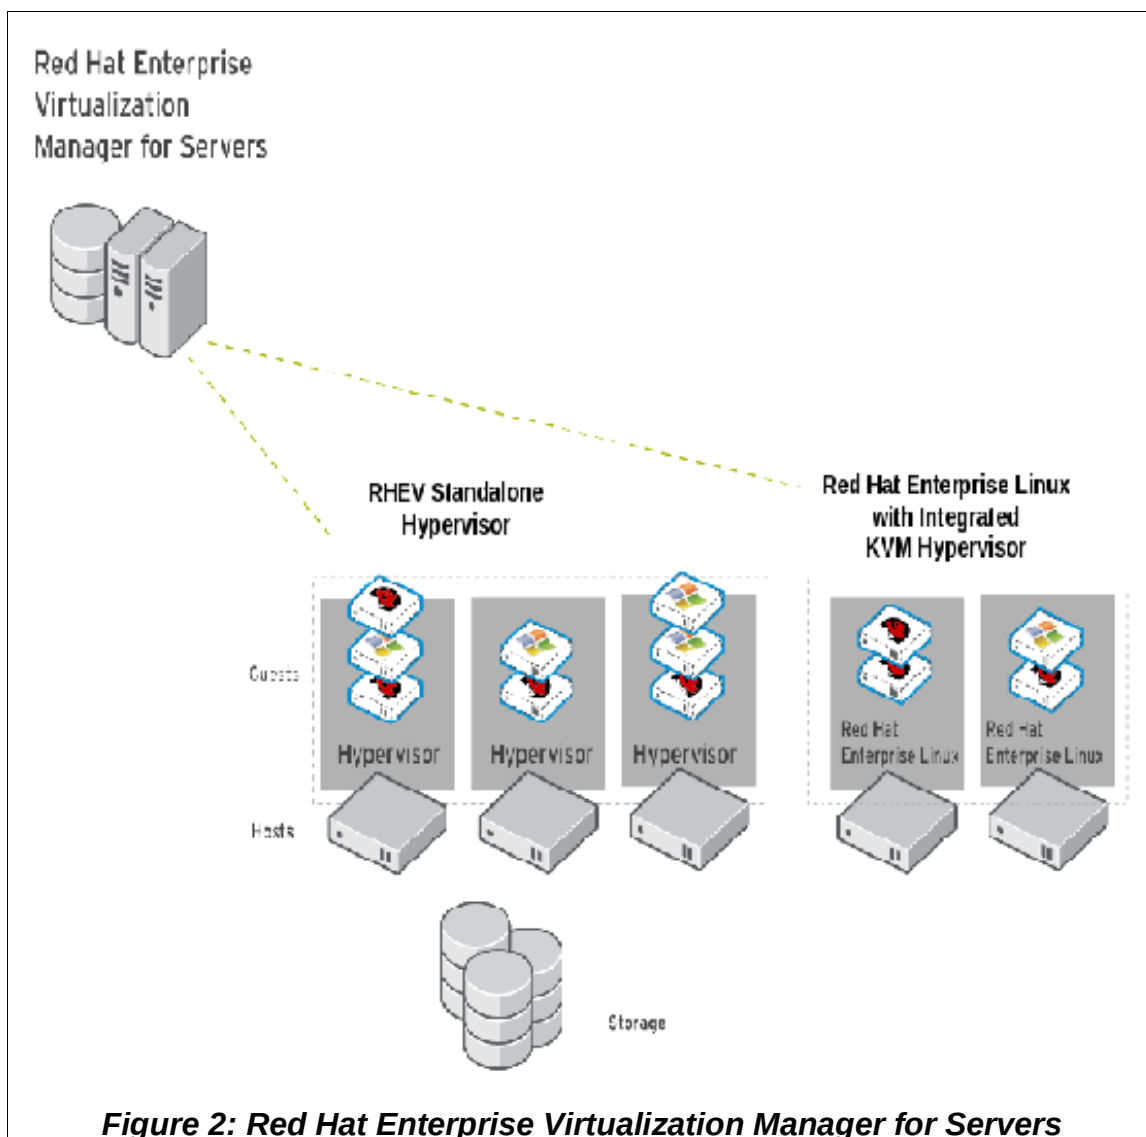 Red Hat Enterprise
Virtualization
Manager for Servers
RHEV Standalone
Hypervisor
Red Hat Enterprise Linux
with Integrated
KVM Hypervisor
Guests
Hypervisor
Hypervisor
Hypervisor
Red Hat
Enterprise Linux
Red Hat
Enterprise Linux
Hosts
Storage
Figure 2: Red Hat Enterprise Virtualization Manager for Servers